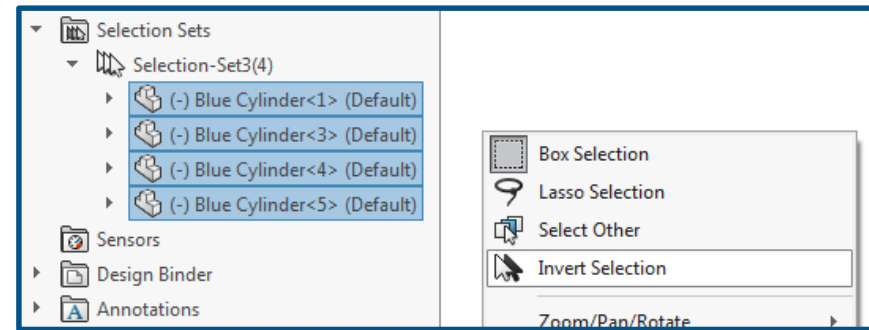 Selection Sets
Selection-Set3(4)
(-) Blue Cylinder<1> (Default)
(-) Blue Cylinder<3> (Default)
(-) Blue Cylinder<4> (Default)
(-) Blue Cylinder<5> (Default)
Sensors
Design Binder
A Annotations
Box Selection
Lasso Selection
Select Other
Invert Selection
Zoom/Pan/Rotate